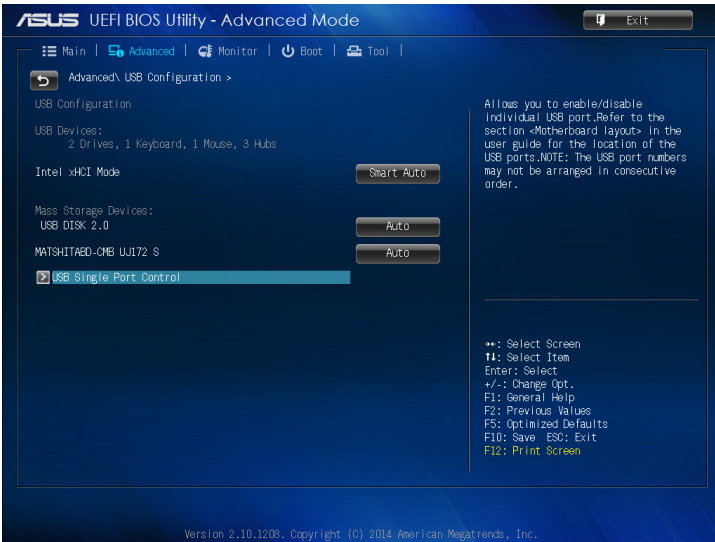 ASUS UEFI BIOS Utility - Advanced Mode
Exit
Main | Advanced | Monitor | Boot | Tool |
Advanced\ USB Configuration >
USB Configuration
USB Devices:
2 Drives, 1 Keyboard, 1 Mouse, 3 Hubs
Intel xHCI Mode
Smart Auto
Mass Storage Devices:
USB DISK 2.0
Auto
MATSHITABD-CMB UJ172 S
Auto
> USB Single Port Control
Allows you to enable/disable
individual USB port.Refer to the
section <Motherboard layout> in the
user guide for the location of the
USB ports.NOTE: The USB port numbers
may not be arranged in consecutive
order.
→←: Select Screen
↑↓: Select Item
Enter: Select
+/-: Change Opt.
F1: General Help
F2: Previous Values
F5: Optimized Defaults
F10: Save ESC: Exit
F12: Print Screen
Version 2.10.1208. Copyright (C) 2014 American Megatrends, Inc.